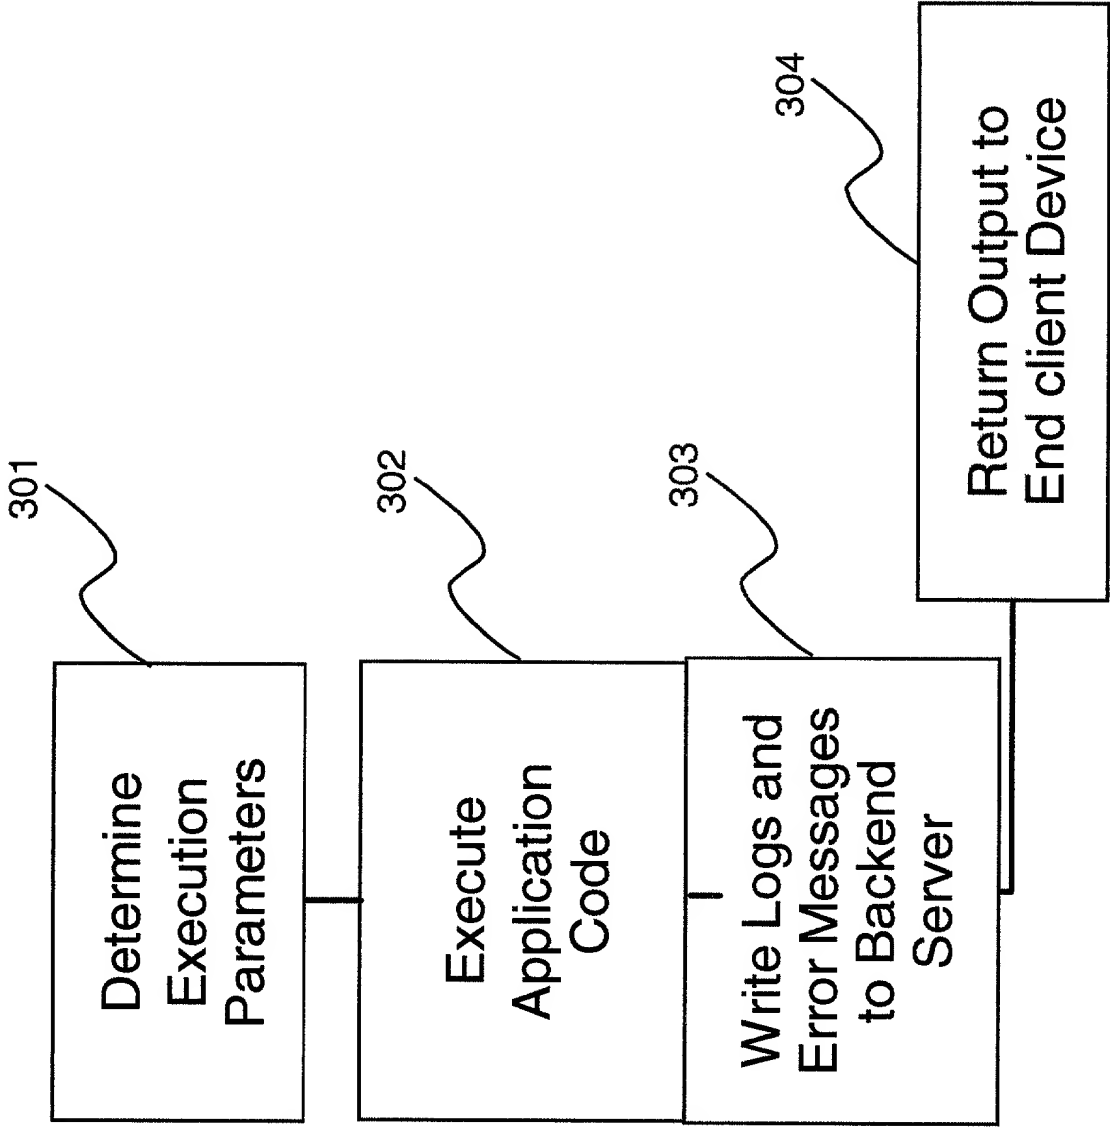 301
Determine
Execution
Parameters
302
Execute
Application
Code
303
Write Logs and
Error Messages
to Backend
Server
304
Return Output to
End client Device